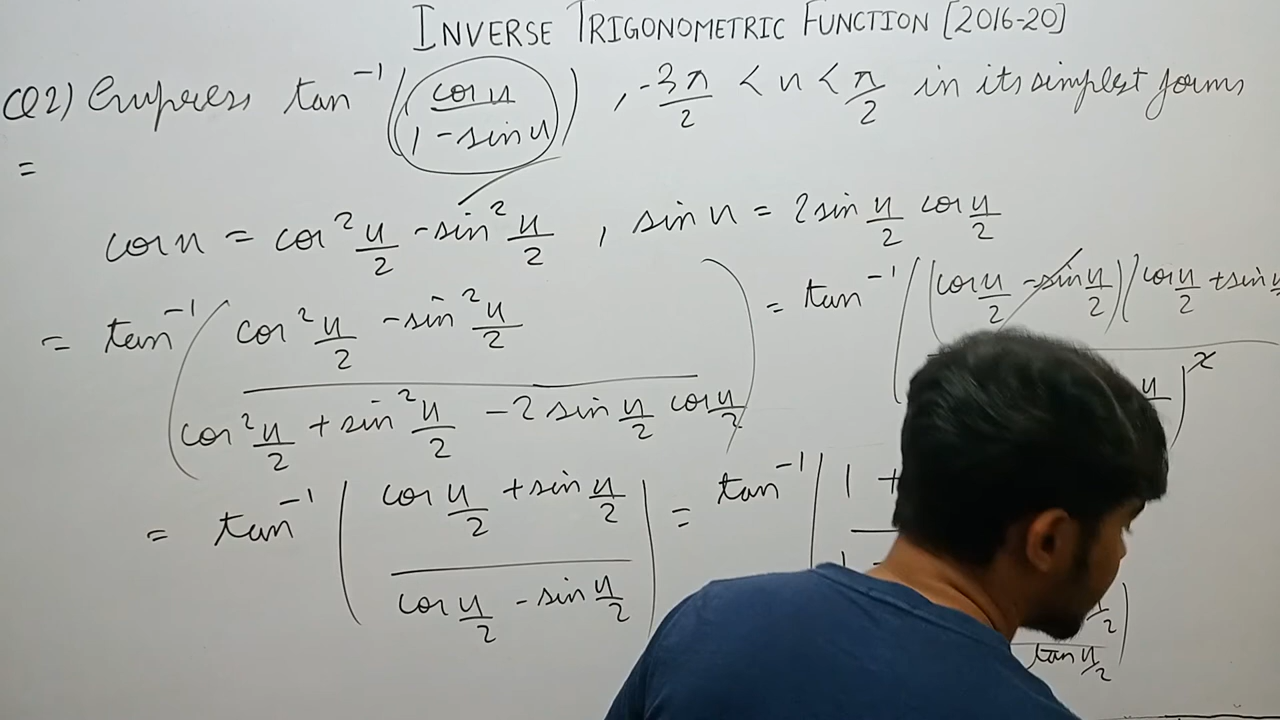 INVERSE TRIGONOMETRIC FUNCTION [2016-20]
Q2) Express tan⁻¹(cos x / 1 - sin x), -3π/2 < x < π/2 in its simplest forms
=
cos x = cos² x/2 - sin² x/2 , sin x = 2 sin x/2 cos x/2
= tan⁻¹(cos² x/2 - sin² x/2 / cos² x/2 + sin² x/2 - 2 sin x/2 cos x/2)
= tan⁻¹((cos x/2 - sin x/2)(cos x/2 + sin x/2
x/2)²
= tan⁻¹(cos x/2 + sin x/2 / cos x/2 - sin x/2) = tan⁻¹(1 +
tan x/2)